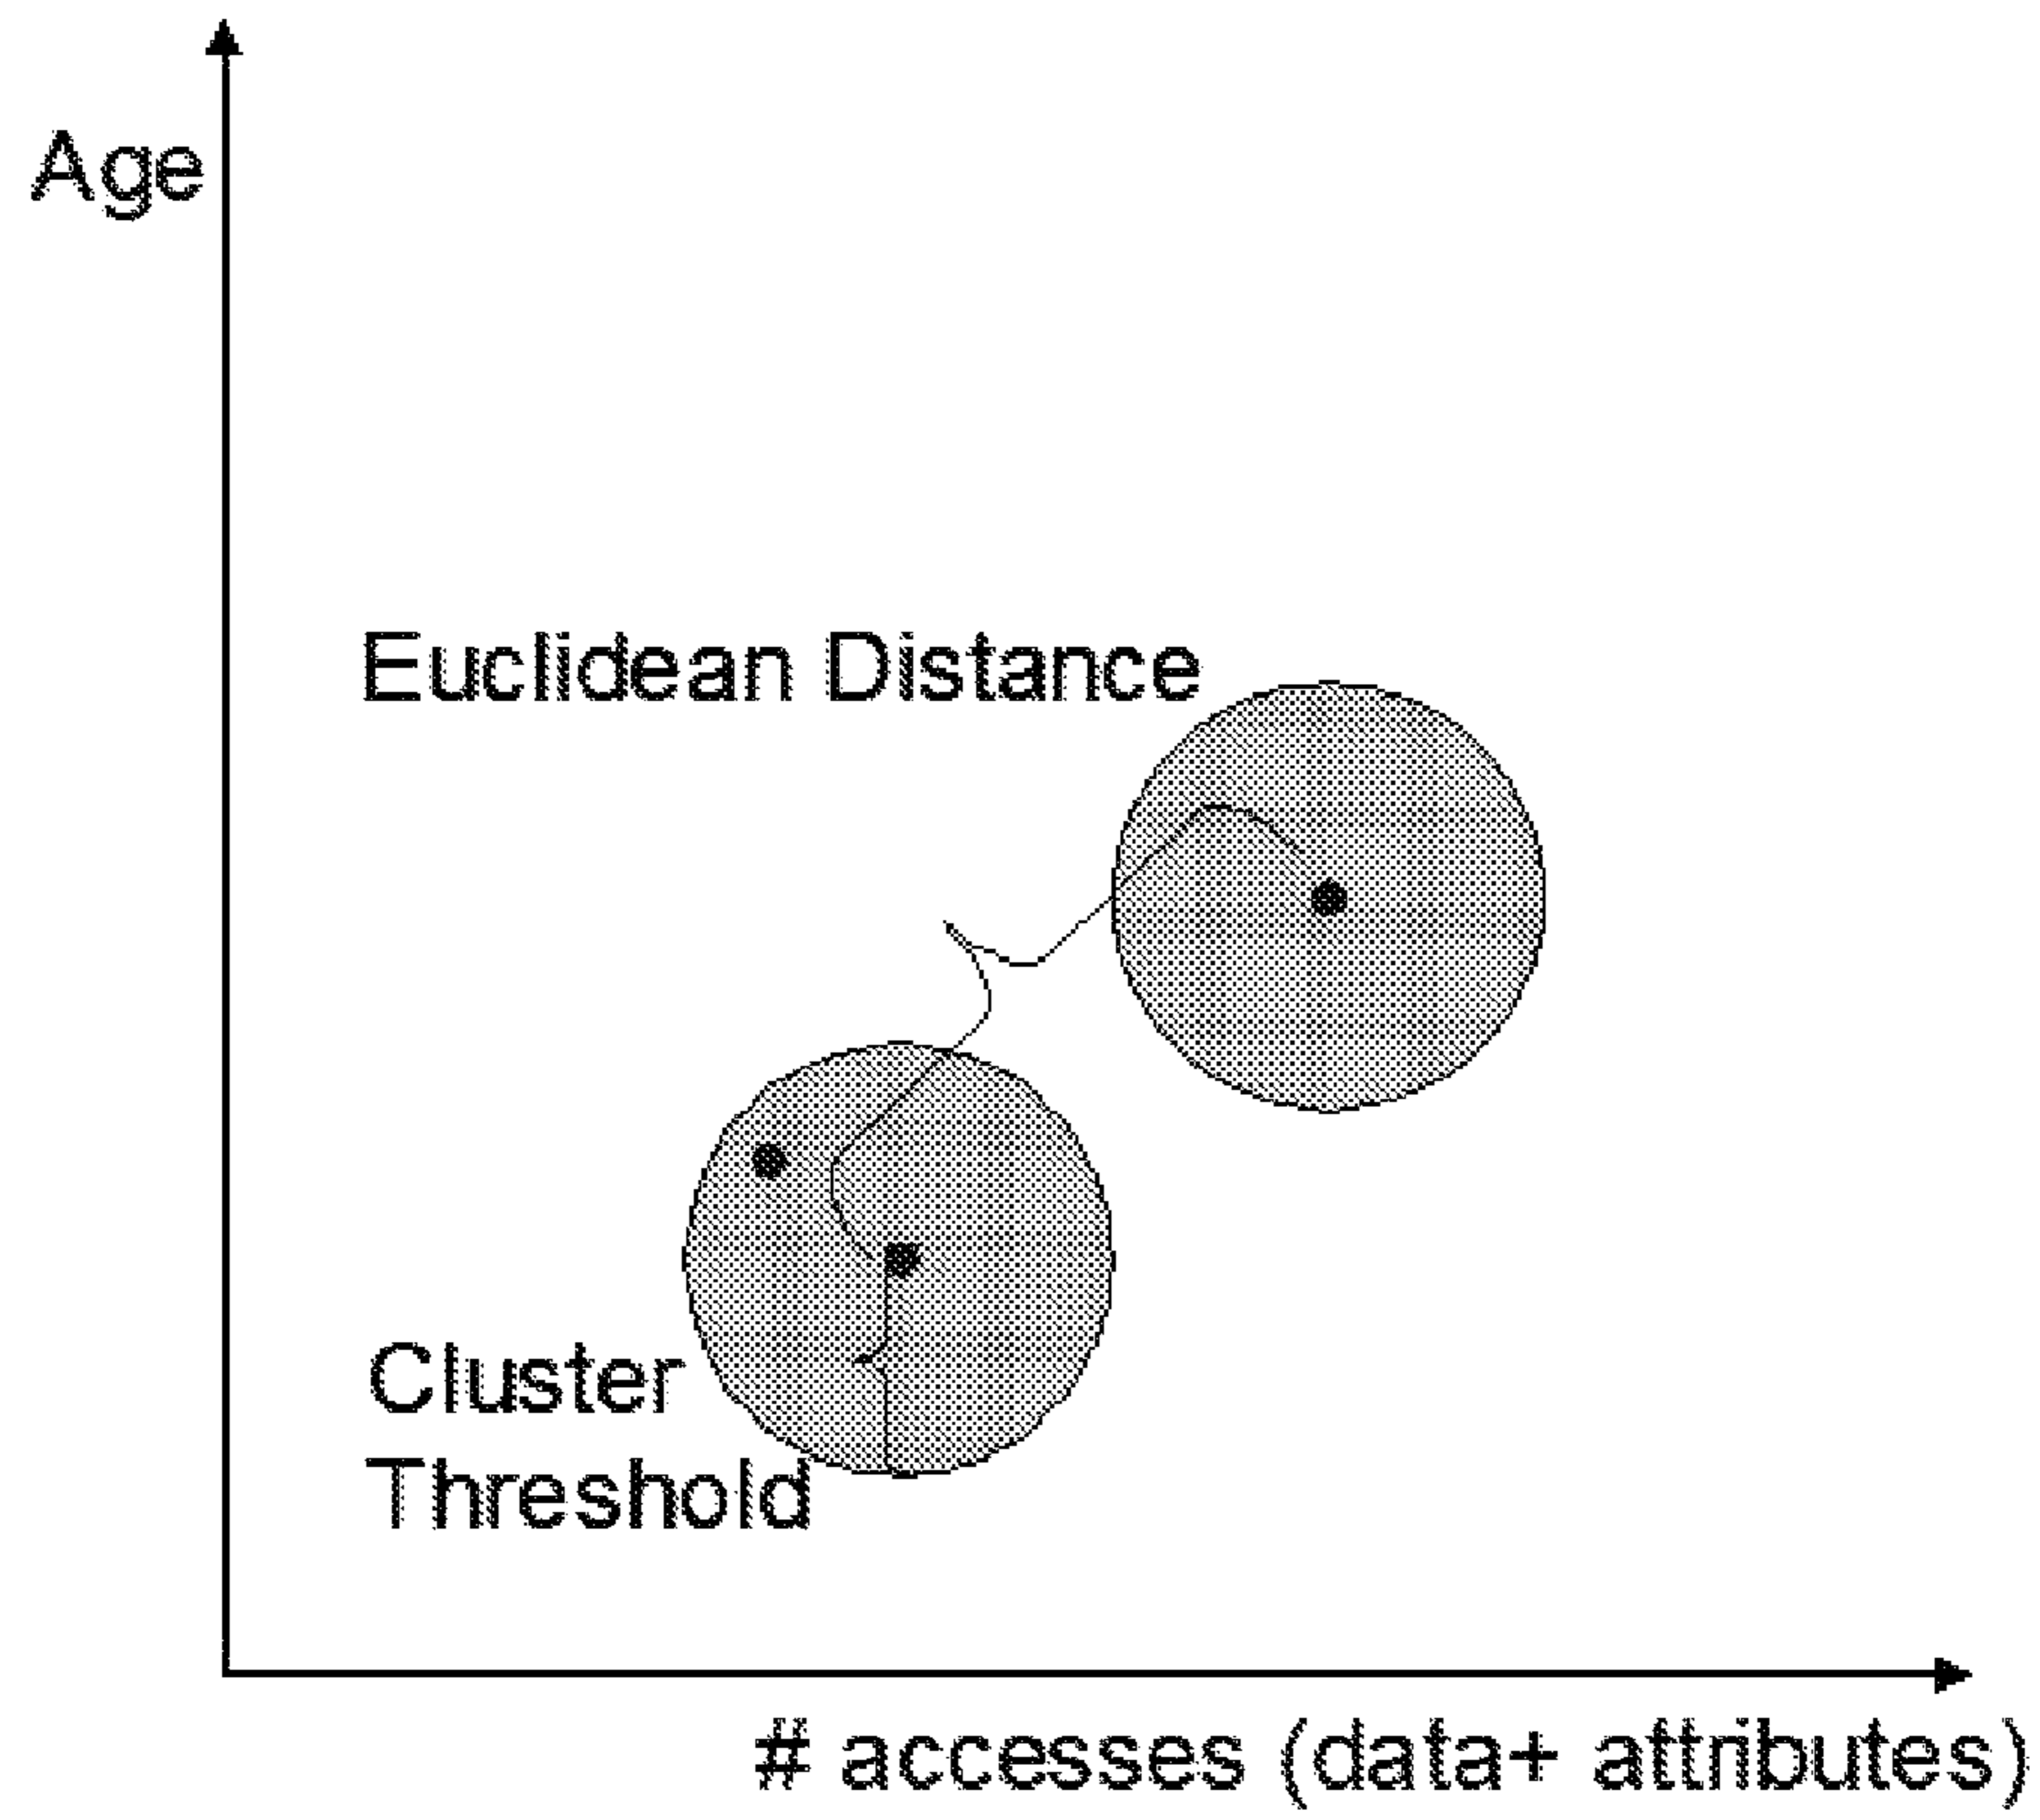 Age
Euclidean Distance
Cluster
Threshold
# accesses (data+ attributes)